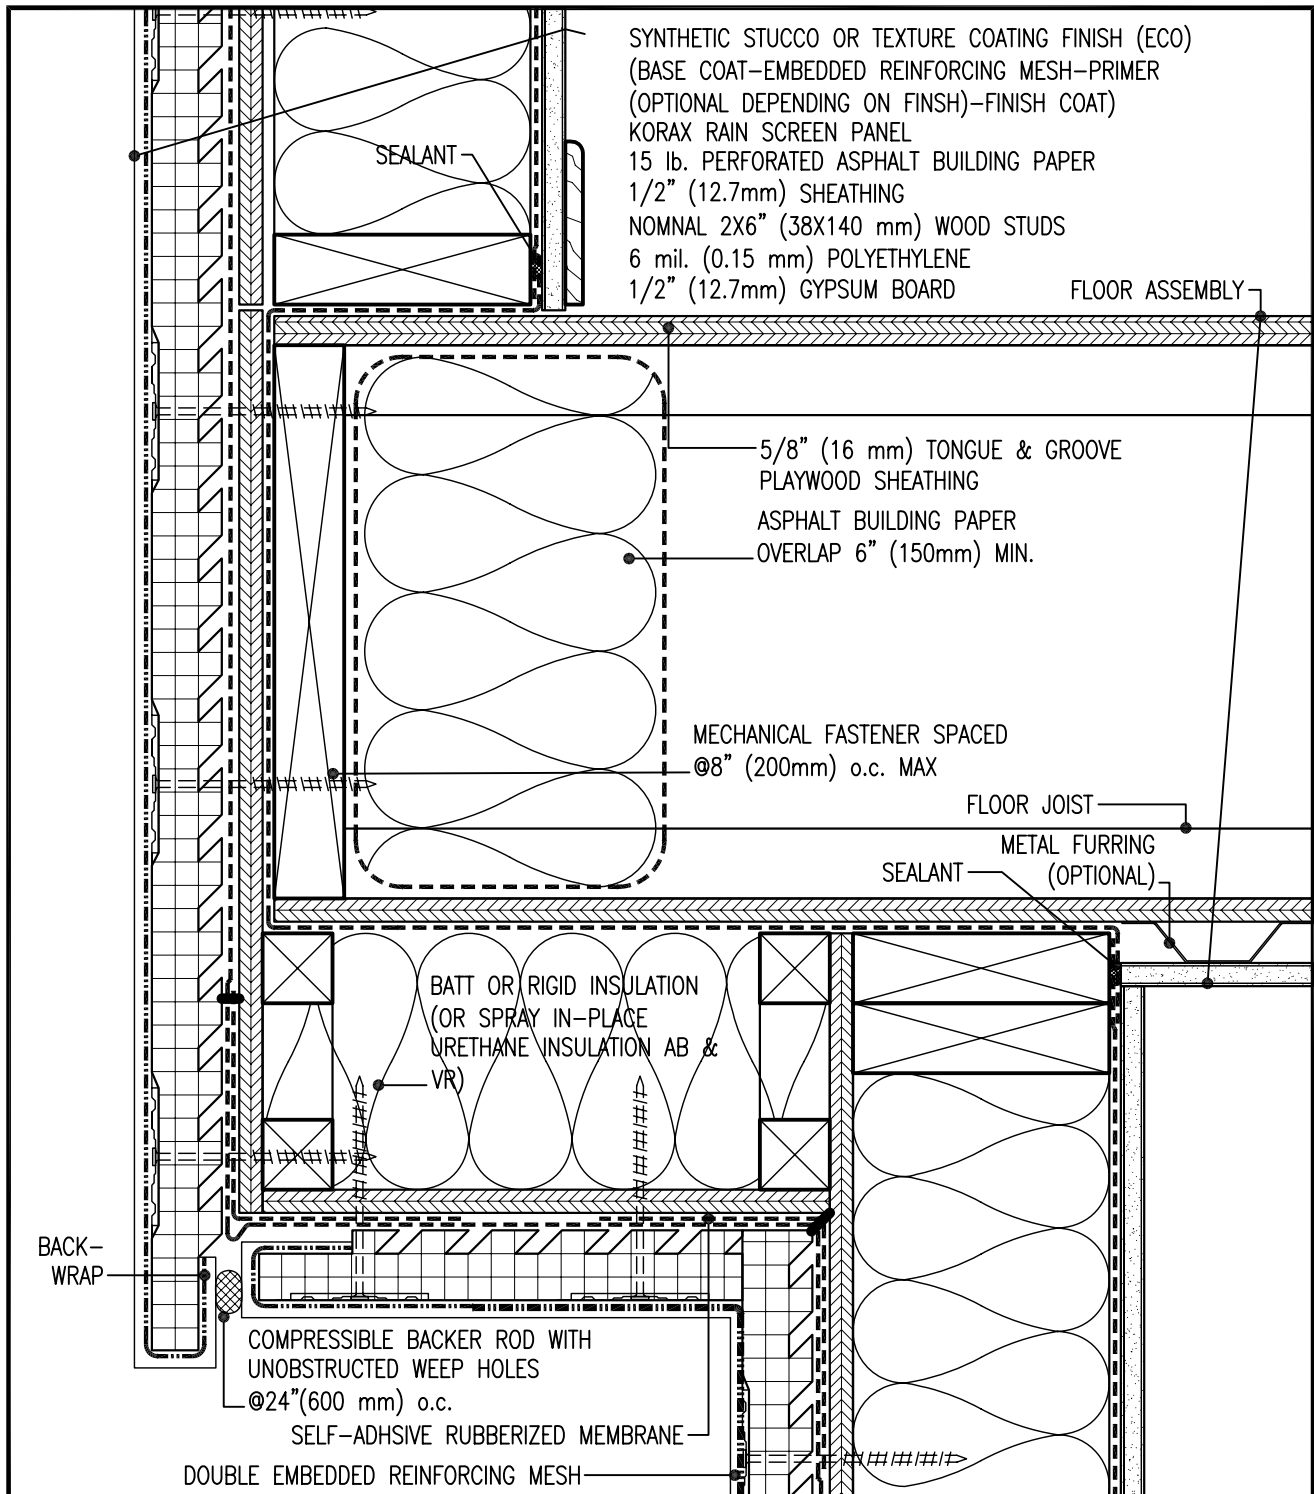 SYNTHETIC STUCCO OR TEXTURE COATING FINISH (ECO)
(BASE COAT-EMBEDDED REINFORCING MESH-PRIMER
(OPTIONAL DEPENDING ON FINSH)-FINISH COAT)
KORAX RAIN SCREEN PANEL
15 lb. PERFORATED ASPHALT BUILDING PAPER
1/2" (12.7mm) SHEATHING
NOMNAL 2X6" (38X140 mm) WOOD STUDS
6 mil. (0.15 mm) POLYETHYLENE
1/2" (12.7mm) GYPSUM BOARD
SEALANT
FLOOR ASSEMBLY
5/8" (16 mm) TONGUE & GROOVE
PLAYWOOD SHEATHING
ASPHALT BUILDING PAPER
OVERLAP 6" (150mm) MIN.
MECHANICAL FASTENER SPACED
@8" (200mm) o.c. MAX
FLOOR JOIST
METAL FURRING
(OPTIONAL)
SEALANT
BATT OR RIGID INSULATION
(OR SPRAY IN-PLACE
URETHANE INSULATION AB &
VR)
BACK-
WRAP
COMPRESSIBLE BACKER ROD WITH
UNOBSTRUCTED WEEP HOLES
@24"(600 mm) o.c.
SELF-ADHSIVE RUBBERIZED MEMBRANE
DOUBLE EMBEDDED REINFORCING MESH